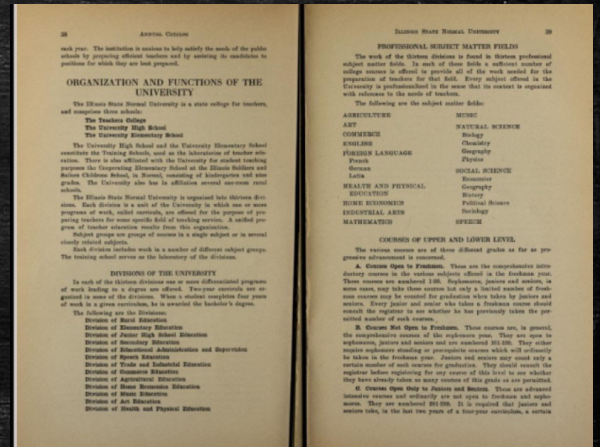 38 ANNUAL CATALOG
each year. The institution is anxious to help satisfy the needs of the public
schools by preparing efficient teachers and by assisting its candidates to
positions for which they are best prepared.
ORGANIZATION AND FUNCTIONS OF THE
UNIVERSITY
The Illinois State Normal University is a state college for teachers,
and comprises three schools:
The Teachers College
The University High School
The University Elementary School
The University High School and the University Elementary School
constitute the Training Schools, used as the laboratories of teacher edu-
cation. There is also affiliated with the University for student teaching
purposes the Cooperating Elementary School at the Illinois Soldiers and
Sailors Childrens School, in Normal, consisting of kindergarten and nine
grades. The University also has in affiliation several one-room rural
schools.
The Illinois State Normal University is organized into thirteen divi-
sions. Each division is a unit of the University in which one or more
programs of work, called curricula, are offered for the purpose of pre-
paring teachers for some specific field of teaching service. A unified pro-
gram of teacher education results from this organization.
Subject groups are groups of courses in a single subject or in several
closely related subjects.
Each division includes work in a number of different subject groups.
The training school serves as the laboratory of the divisions.
DIVISIONS OF THE UNIVERSITY
In each of the thirteen divisions one or more differentiated programs
of work leading to a degree are offered. Two-year curricula are or-
ganized in some of the divisions. When a student completes four years
of work in a given curriculum, he is awarded the bachelor's degree.
The following are the Divisions:
Division of Rural Education
Division of Elementary Education
Division of Junior High School Education
Division of Secondary Education
Division of Educational Administration and Supervision
Division of Speech Education
Division of Trade and Industrial Education
Division of Commerce Education
Division of Agricultural Education
Division of Home Economics Education
Division of Music Education
Division of Art Education
Division of Health and Physical Education
ILLINOIS STATE NORMAL UNIVERSITY 39
PROFESSIONAL SUBJECT MATTER FIELDS
The work of the thirteen divisions is found in thirteen professional
subject matter fields. In each of these fields a sufficient number of
college courses is offered to provide all of the work needed for the
preparation of teachers for that field. Every subject offered in the
University is professionalized in the sense that its content is organized
with reference to the needs of teachers.
The following are the subject matter fields:
AGRICULTURE
ART
COMMERCE
ENGLISH
FOREIGN LANGUAGE
French
German
Latin
HEALTH AND PHYSICAL
EDUCATION
HOME ECONOMICS
INDUSTRIAL ARTS
MATHEMATICS
MUSIC
NATURAL SCIENCE
Biology
Chemistry
Geography
Physics
SOCIAL SCIENCE
Economics
Geography
History
Political Science
Sociology
SPEECH
COURSES OF UPPER AND LOWER LEVEL
The various courses are of three different grades as far as pro-
gressive advancement is concerned.
A. Courses Open to Freshmen. These are the comprehensive intro-
ductory courses in the various subjects offered in the freshman year.
These courses are numbered 1-99. Sophomores, juniors and seniors, in
some cases, may take these courses but only a limited number of fresh-
man courses may be counted for graduation when taken by juniors and
seniors. Every junior and senior who takes a freshman course should
consult the registrar to see whether he has previously taken the per-
mitted number of such courses.
B. Courses Not Open to Freshmen. These courses are, in general,
the comprehensive courses of the sophomore year. They are open to
sophomores, juniors and seniors and are numbered 101-199. They either
require sophomore standing or prerequisite courses which will ordinarily
be taken in the freshman year. Juniors and seniors may count only a
certain number of such courses for graduation. They should consult the
registrar before registering for any course of this level to see whether
they have already taken as many courses of this grade as are permitted.
C. Courses Open Only to Juniors and Seniors. These are advanced
intensive courses and ordinarily are not open to freshmen and sopho-
mores. They are numbered 201-299. It is required that juniors and
seniors take, in the last two years of a four-year curriculum, a certain